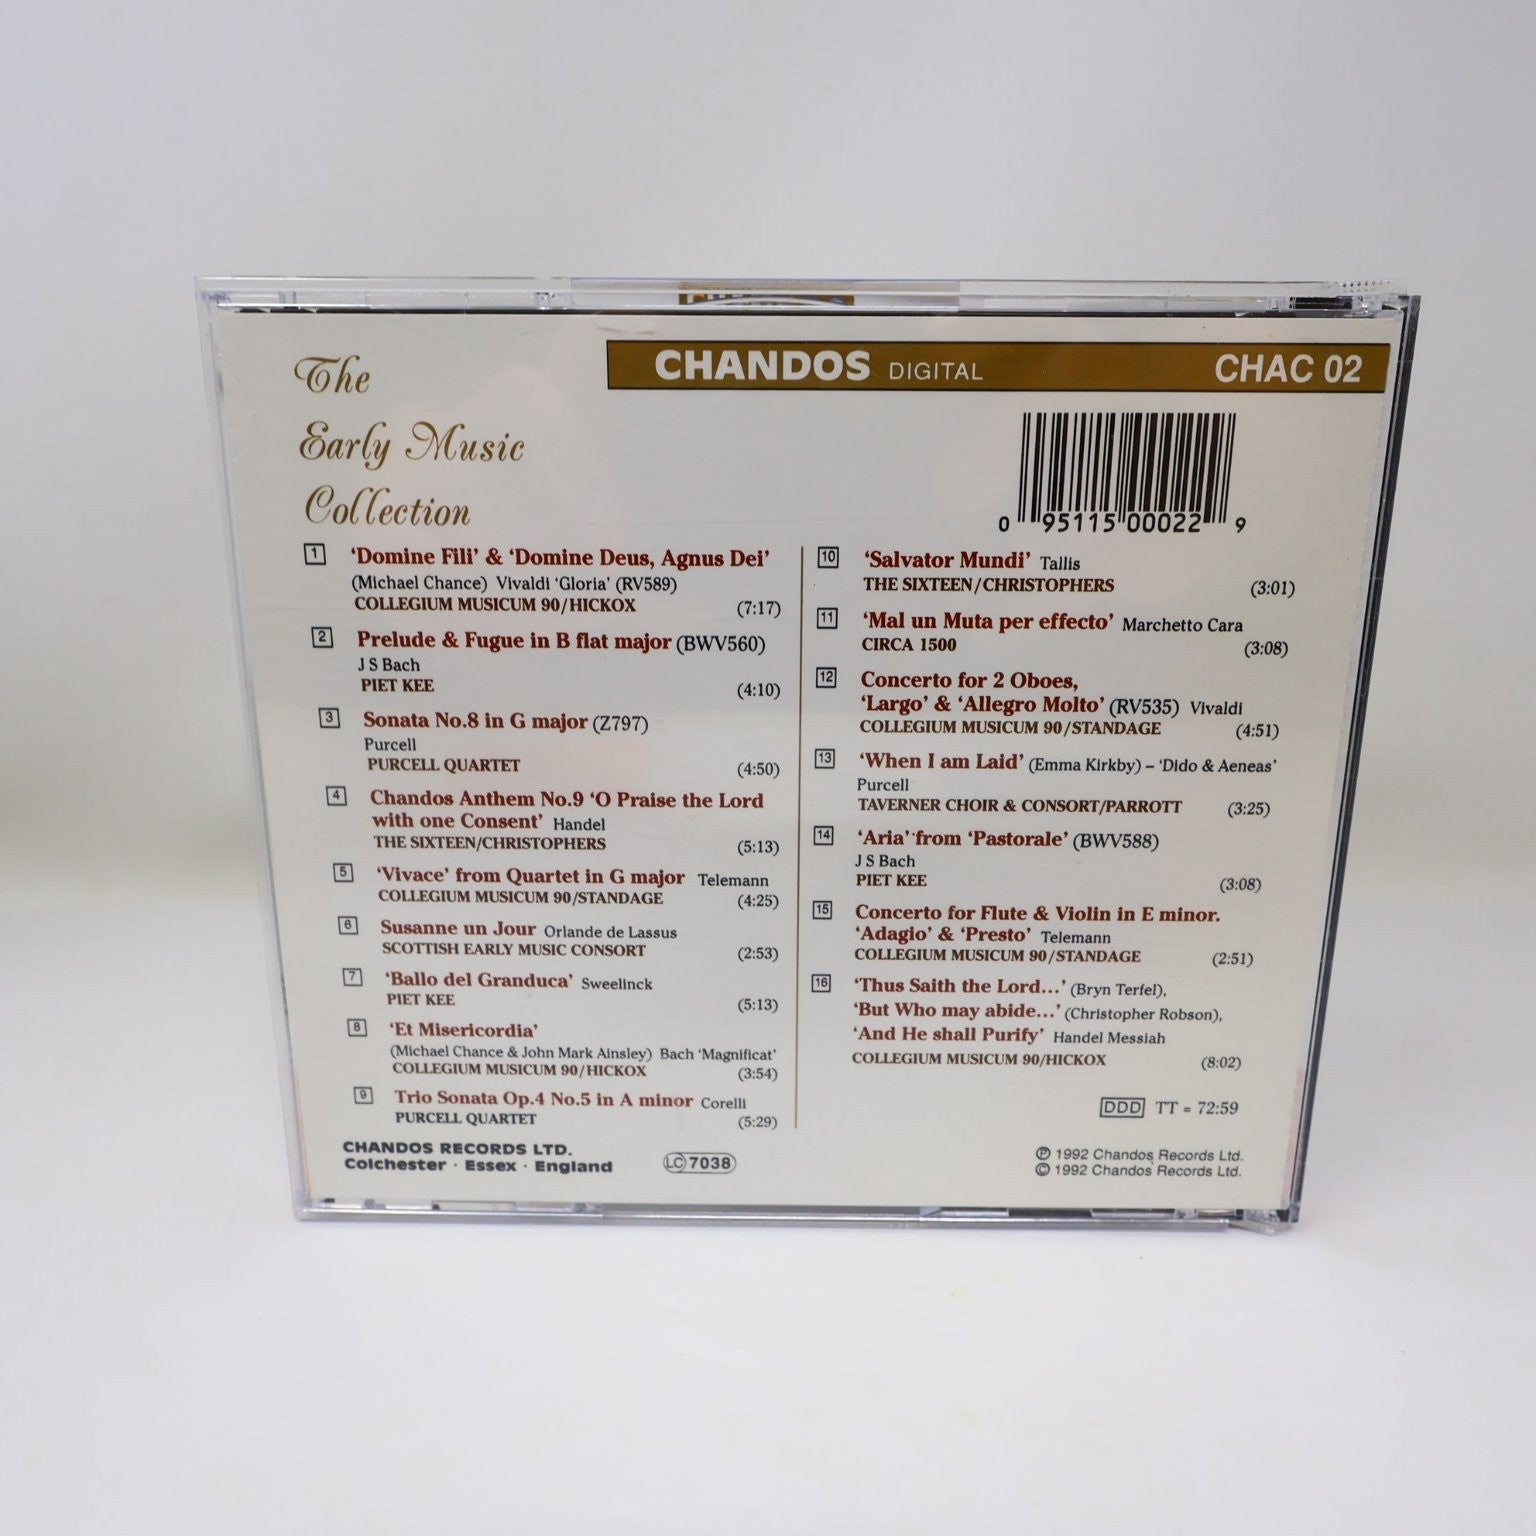 The
Early Music
Collection
CHANDOS DIGITAL CHAC 02
0 95115 00022 9
1 'Domine Fili' & 'Domine Deus, Agnus Dei'
(Michael Chance) Vivaldi 'Gloria' (RV589)
COLLEGIUM MUSICUM 90/HICKOX (7:17)
2 Prelude & Fugue in B flat major (BWV560)
J S Bach
PIET KEE (4:10)
3 Sonata No.8 in G major (Z797)
Purcell
PURCELL QUARTET (4:50)
4 Chandos Anthem No.9 'O Praise the Lord
with one Consent' Handel
THE SIXTEEN/CHRISTOPHERS (5:13)
5 'Vivace' from Quartet in G major Telemann
COLLEGIUM MUSICUM 90/STANDAGE (4:25)
6 Susanne un Jour Orlande de Lassus
SCOTTISH EARLY MUSIC CONSORT (2:53)
7 'Ballo del Granduca' Sweelinck
PIET KEE (5:13)
8 'Et Misericordia'
(Michael Chance & John Mark Ainsley) Bach 'Magnificat'
COLLEGIUM MUSICUM 90/HICKOX (3:54)
9 Trio Sonata Op.4 No.5 in A minor Corelli
PURCELL QUARTET (5:29)
10 'Salvator Mundi' Tallis
THE SIXTEEN/CHRISTOPHERS (3:01)
11 'Mal un Muta per effecto' Marchetto Cara
CIRCA 1500 (3:08)
12 Concerto for 2 Oboes,
'Largo' & 'Allegro Molto' (RV535) Vivaldi
COLLEGIUM MUSICUM 90/STANDAGE (4:51)
13 'When I am Laid' (Emma Kirkby) – 'Dido & Aeneas'
Purcell
TAVERNER CHOIR & CONSORT/PARROTT (3:25)
14 'Aria' from 'Pastorale' (BWV588)
J S Bach
PIET KEE (3:08)
15 Concerto for Flute & Violin in E minor.
'Adagio' & 'Presto' Telemann
COLLEGIUM MUSICUM 90/STANDAGE (2:51)
16 'Thus Saith the Lord...' (Bryn Terfel),
'But Who may abide...' (Christopher Robson),
'And He shall Purify' Handel Messiah
COLLEGIUM MUSICUM 90/HICKOX (8:02)
DDD TT = 72:59
CHANDOS RECORDS LTD.
Colchester · Essex · England
LC 7038
℗ 1992 Chandos Records Ltd.
© 1992 Chandos Records Ltd.